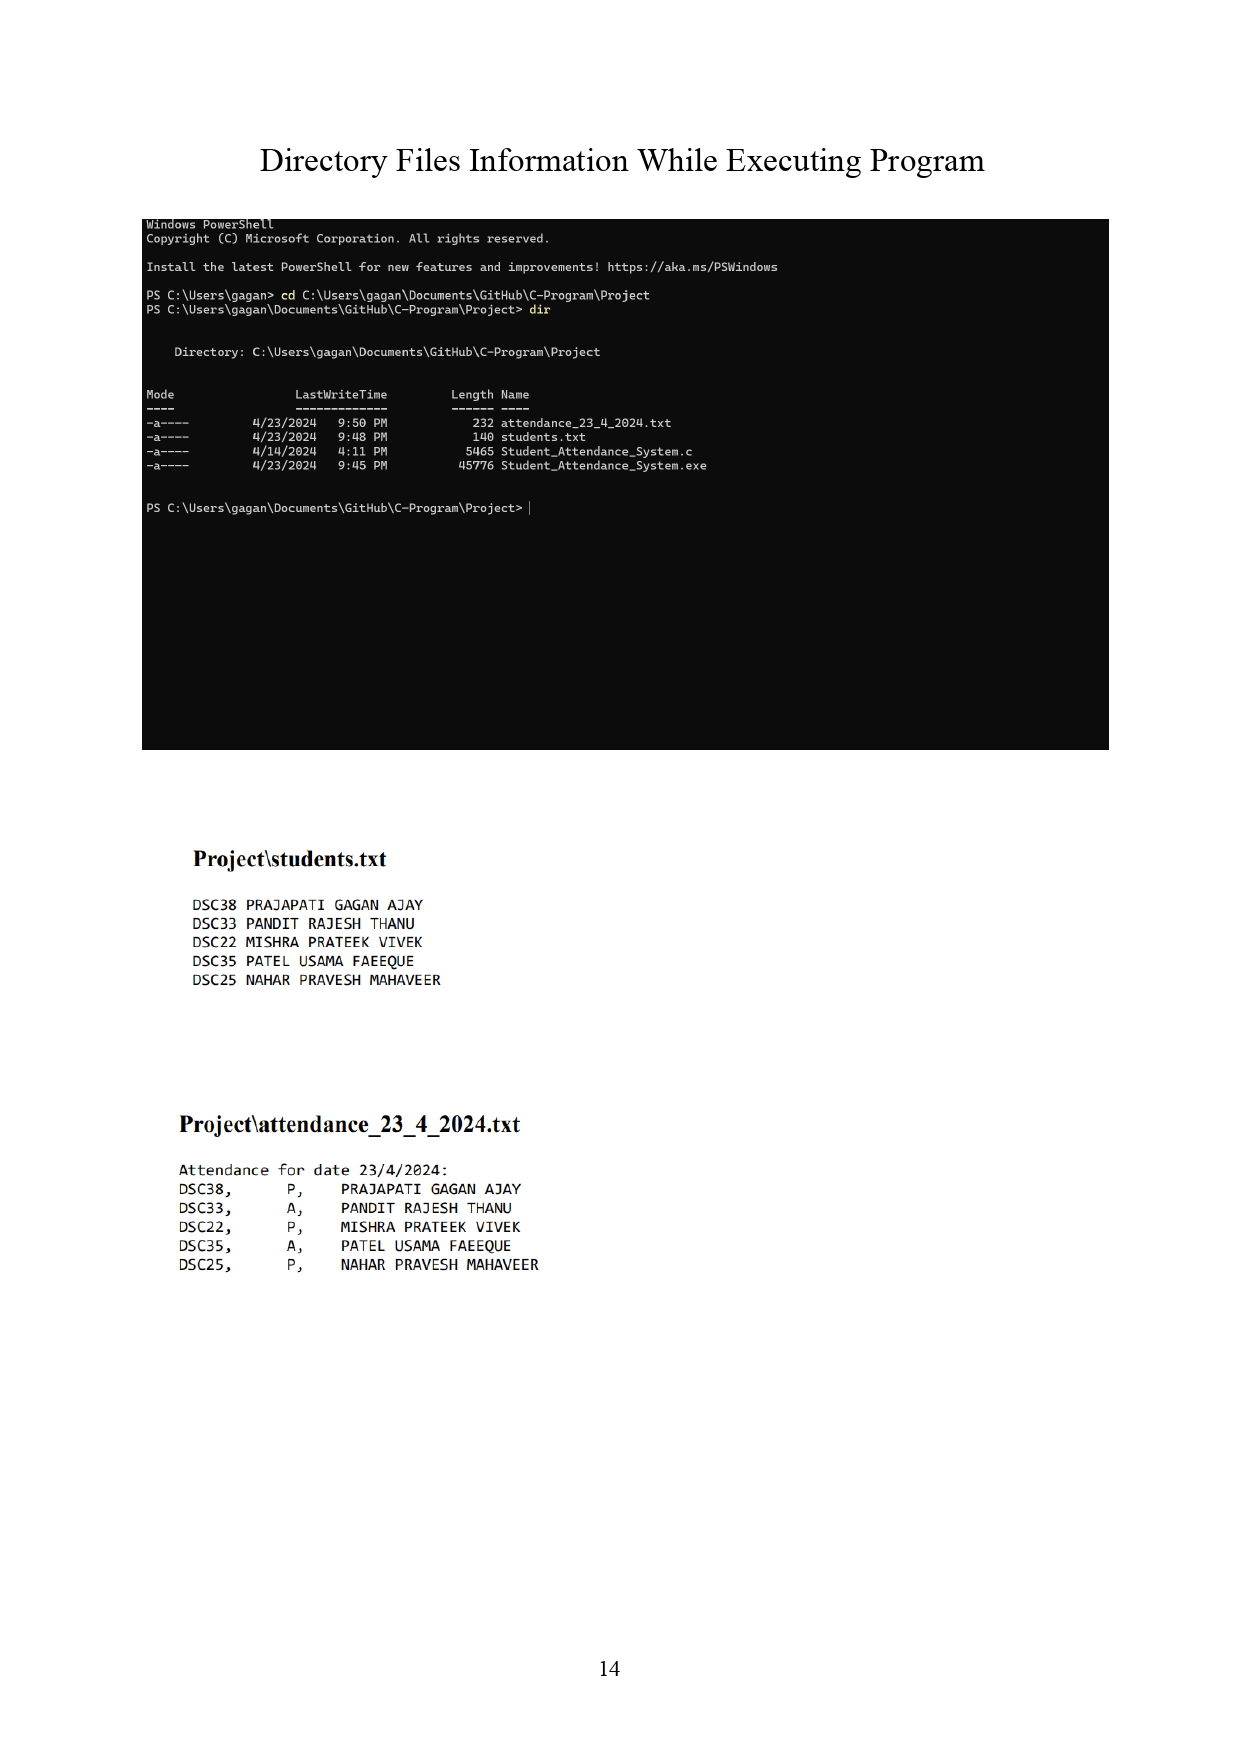 Directory Files Information While Executing Program
Windows PowerShell
Copyright (C) Microsoft Corporation. All rights reserved.
Install the latest PowerShell for new features and improvements! https://aka.ms/PSWindows
PS C:\Users\gagan> cd C:\Users\gagan\Documents\GitHub\C-Program\Project
PS C:\Users\gagan\Documents\GitHub\C-Program\Project> dir
Directory: C:\Users\gagan\Documents\GitHub\C-Program\Project
Mode LastWriteTime Length Name
---- ------------- ------ ----
-a---- 4/23/2024 9:50 PM 232 attendance_23_4_2024.txt
-a---- 4/23/2024 9:48 PM 140 students.txt
-a---- 4/14/2024 4:11 PM 5465 Student_Attendance_System.c
-a---- 4/23/2024 9:45 PM 45776 Student_Attendance_System.exe
PS C:\Users\gagan\Documents\GitHub\C-Program\Project>
Project\students.txt
DSC38 PRAJAPATI GAGAN AJAY
DSC33 PANDIT RAJESH THANU
DSC22 MISHRA PRATEEK VIVEK
DSC35 PATEL USAMA FAEEQUE
DSC25 NAHAR PRAVESH MAHAVEER
Project\attendance_23_4_2024.txt
Attendance for date 23/4/2024:
DSC38, P, PRAJAPATI GAGAN AJAY
DSC33, A, PANDIT RAJESH THANU
DSC22, P, MISHRA PRATEEK VIVEK
DSC35, A, PATEL USAMA FAEEQUE
DSC25, P, NAHAR PRAVESH MAHAVEER
14